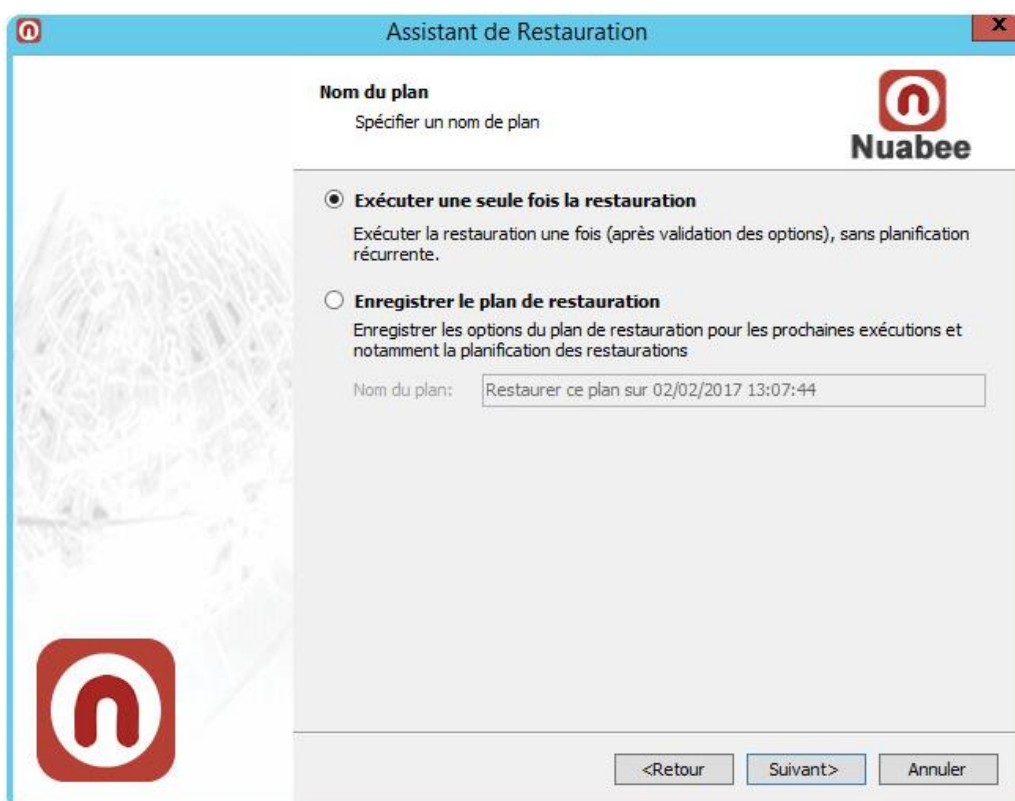 Assistant de Restauration
x
Nom du plan
Spécifier un nom de plan
Nuabee
Exécuter une seule fois la restauration
Exécuter la restauration une fois (après validation des options), sans planification
récurrente.
Enregistrer le plan de restauration
Enregistrer les options du plan de restauration pour les prochaines exécutions et
notamment la planification des restaurations
Nom du plan: Restaurer ce plan sur 02/02/2017 13:07:44
<Retour Suivant> Annuler